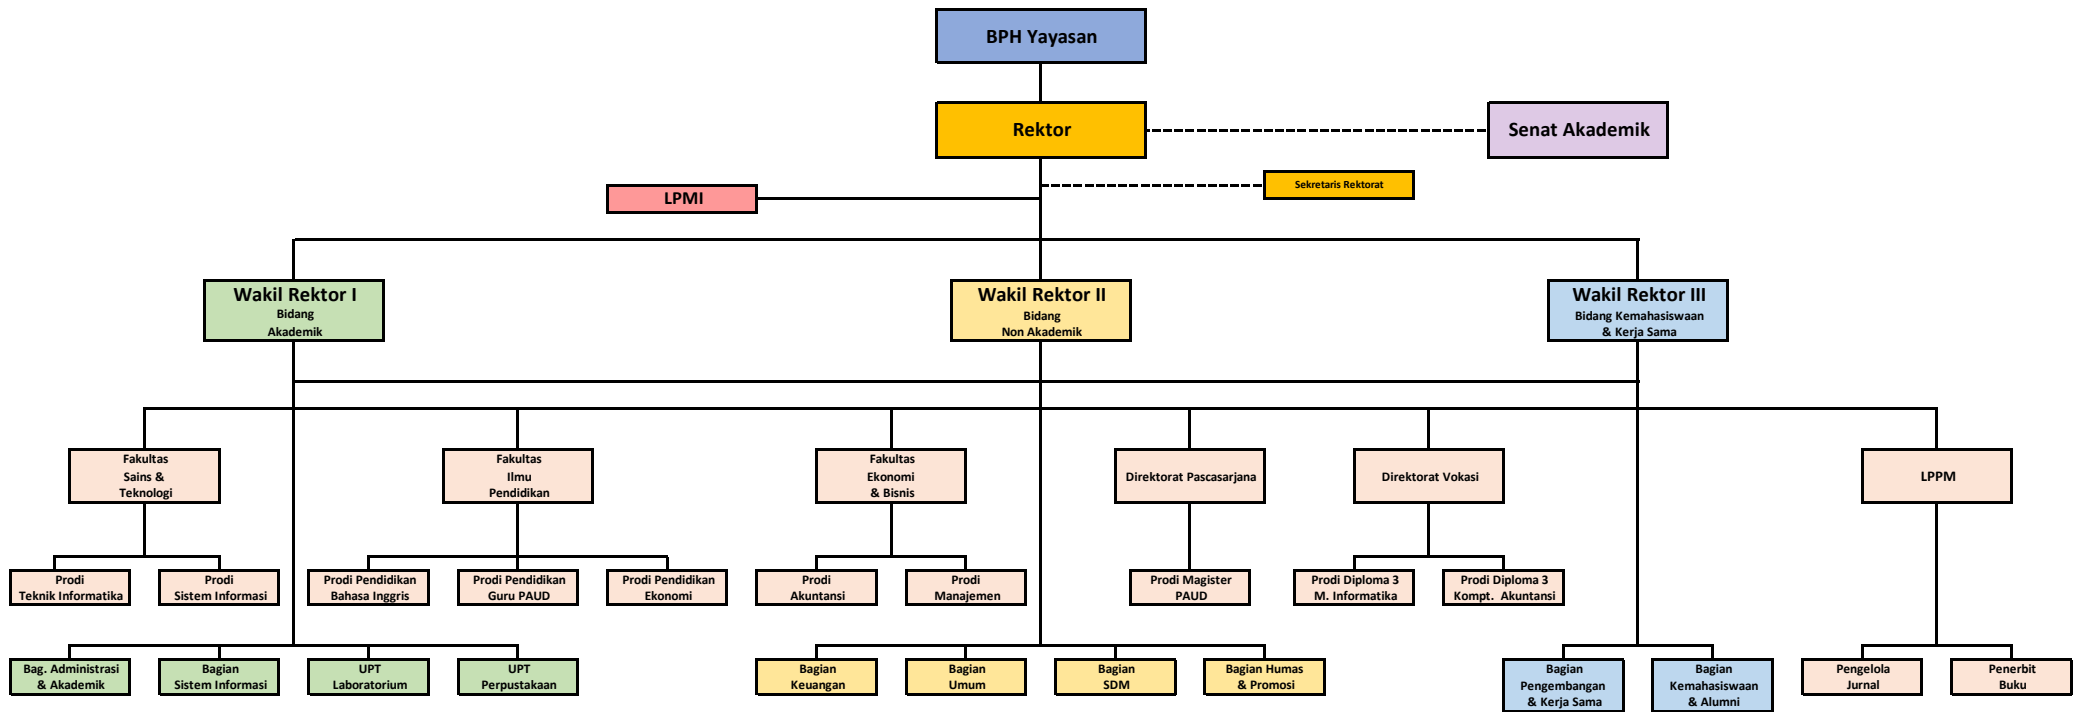 BPH Yayasan
Rektor
Senat Akademik
Sekretaris Rektorat
LPMI
Wakil Rektor I
Bidang
Akademik
Wakil Rektor II
Bidang
Non Akademik
Wakil Rektor III
Bidang Kemahasiswaan
& Kerja Sama
Fakultas
Sains &
Teknologi
Fakultas
Ilmu
Pendidikan
Fakultas
Ekonomi
& Bisnis
Direktorat Pascasarjana
Direktorat Vokasi
LPPM
Prodi
Teknik Informatika
Prodi
Sistem Informasi
Prodi Pendidikan
Bahasa Inggris
Prodi Pendidikan
Guru PAUD
Prodi Pendidikan
Ekonomi
Prodi
Akuntansi
Prodi
Manajemen
Prodi Magister
PAUD
Prodi Diploma 3
M. Informatika
Prodi Diploma 3
Kompt. Akuntansi
Bag. Administrasi
& Akademik
Bagian
Sistem Informasi
UPT
Laboratorium
UPT
Perpustakaan
Bagian
Keuangan
Bagian
Umum
Bagian
SDM
Bagian Humas
& Promosi
Bagian
Pengembangan
& Kerja Sama
Bagian
Kemahasiswaan
& Alumni
Pengelola
Jurnal
Penerbit
Buku